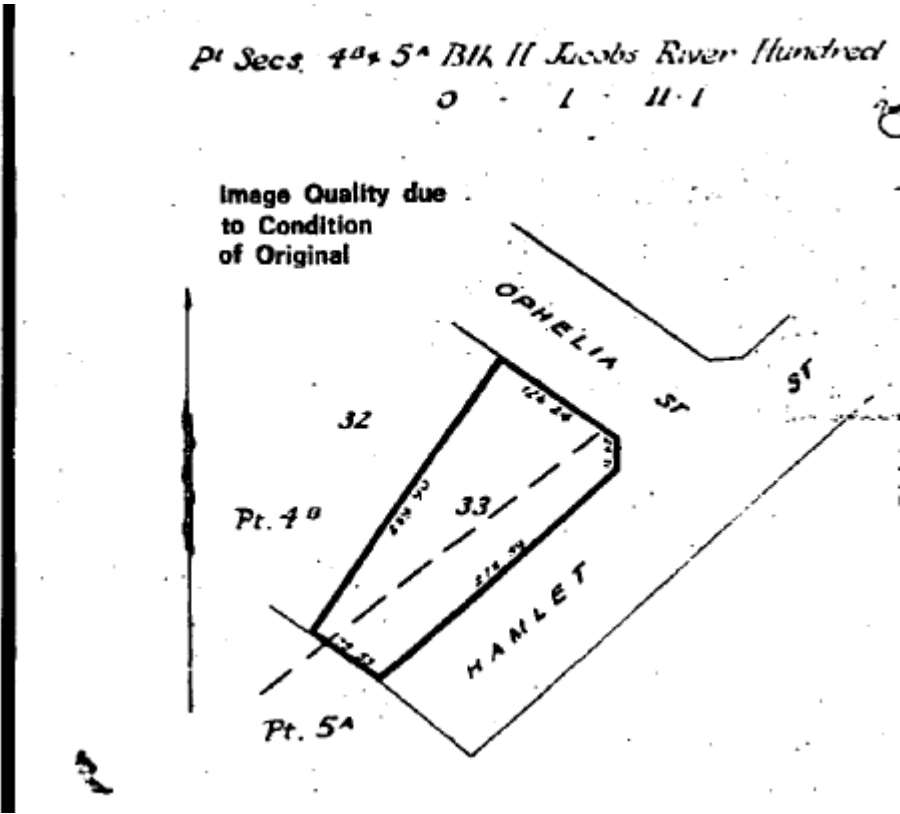 Pt Secs. 4B & 5A Blk II Jacobs River Hundred
0 - 1 - 11.1
Image Quality due
to Condition
of Original
OPHELIA ST
ST
32
33
Pt. 4B
HAMLET
Pt. 5A